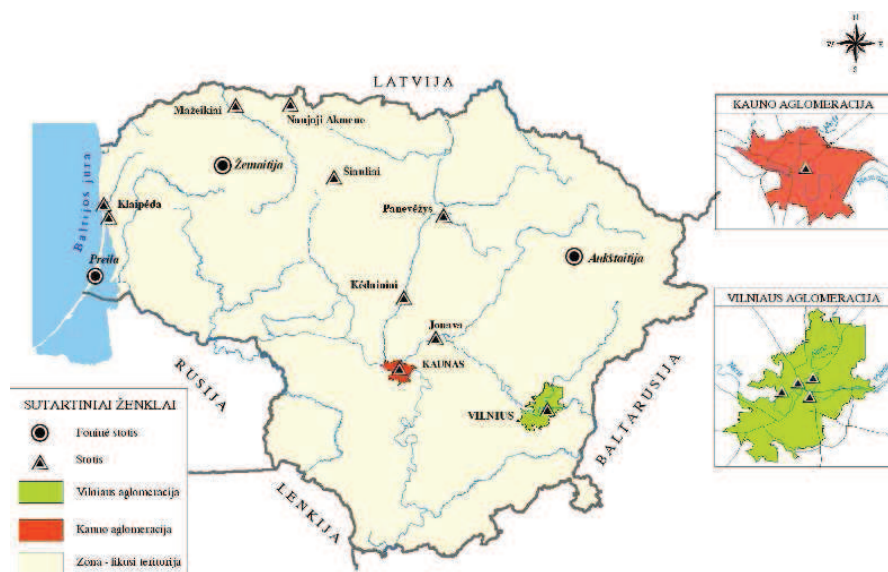 N
W
E
S
LATVIJA
KAUNO AGLOMERACIJA
Mažeikiai
Naujoji Akmenė
Žemaitija
Šiauliai
Baltijos jūra
Klaipėda
Panevėžys
Preila
Aukštaitija
VILNIAUS AGLOMERACIJA
Kėdainiai
Jonava
RUSIJA
KAUNAS
VILNIUS
BALTARUSIJA
LENKIJA
SUTARTINIAI ŽENKLAI
Foninė stotis
Stotis
Vilniaus aglomeracija
Kauno aglomeracija
Zona - likusi teritorija